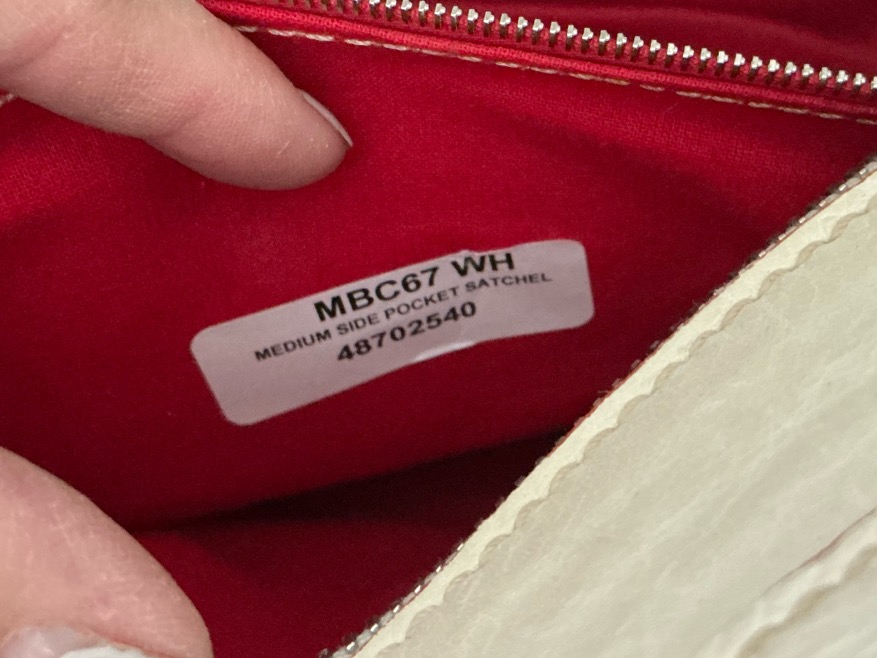 MBC67 WH
MEDIUM SIDE POCKET SATCHEL
48702540